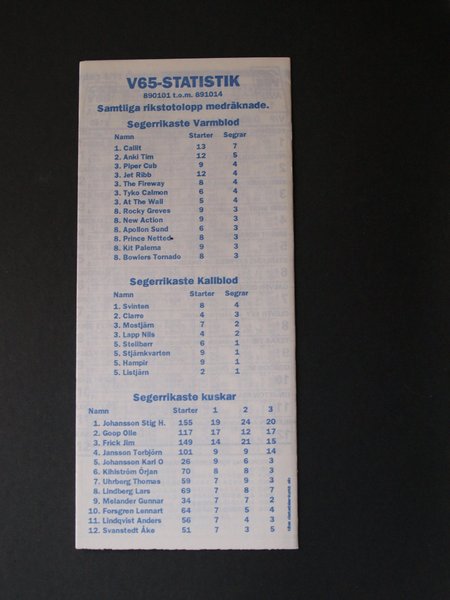 V65-STATISTIK
890101 t.o.m. 891014
Samtliga rikstotolopp medräknade.
Segerrikaste Varmblod
Namn Starter Segrar
1. Callit 13 7
2. Anki Tim 12 5
3. Piper Cub 9 4
3. Jet Ribb 12 4
3. The Fireway 8 4
3. Tyko Calmon 6 4
3. At The Wall 5 4
8. Rocky Greves 9 3
8. New Action 9 3
8. Apollon Sund 6 3
8. Prince Netted 8 3
8. Kit Palema 9 3
8. Bowlers Tornado 8 3
Segerrikaste Kallblod
Namn Starter Segrar
1. Svinten 8 4
2. Clarre 4 3
3. Mostjärn 7 2
3. Lapp Nils 4 2
5. Stellbarr 6 1
5. Stjärnkvarten 9 1
5. Hampir 9 1
5. Listjärn 2 1
Segerrikaste kuskar
Namn Starter 1 2 3
1. Johansson Stig H. 155 19 24 20
2. Goop Olle 117 17 12 17
3. Frick Jim 149 14 21 15
4. Jansson Torbjörn 101 9 9 14
5. Johansson Karl O 26 9 6 3
6. Kihlström Örjan 70 8 8 3
7. Uhrberg Thomas 59 7 9 3
8. Lindberg Lars 69 7 8 7
9. Melander Gunnar 34 7 7 2
10. Forsgren Lennart 64 7 5 4
11. Lindqvist Anders 56 7 4 3
12. Svanstedt Åke 51 7 3 5